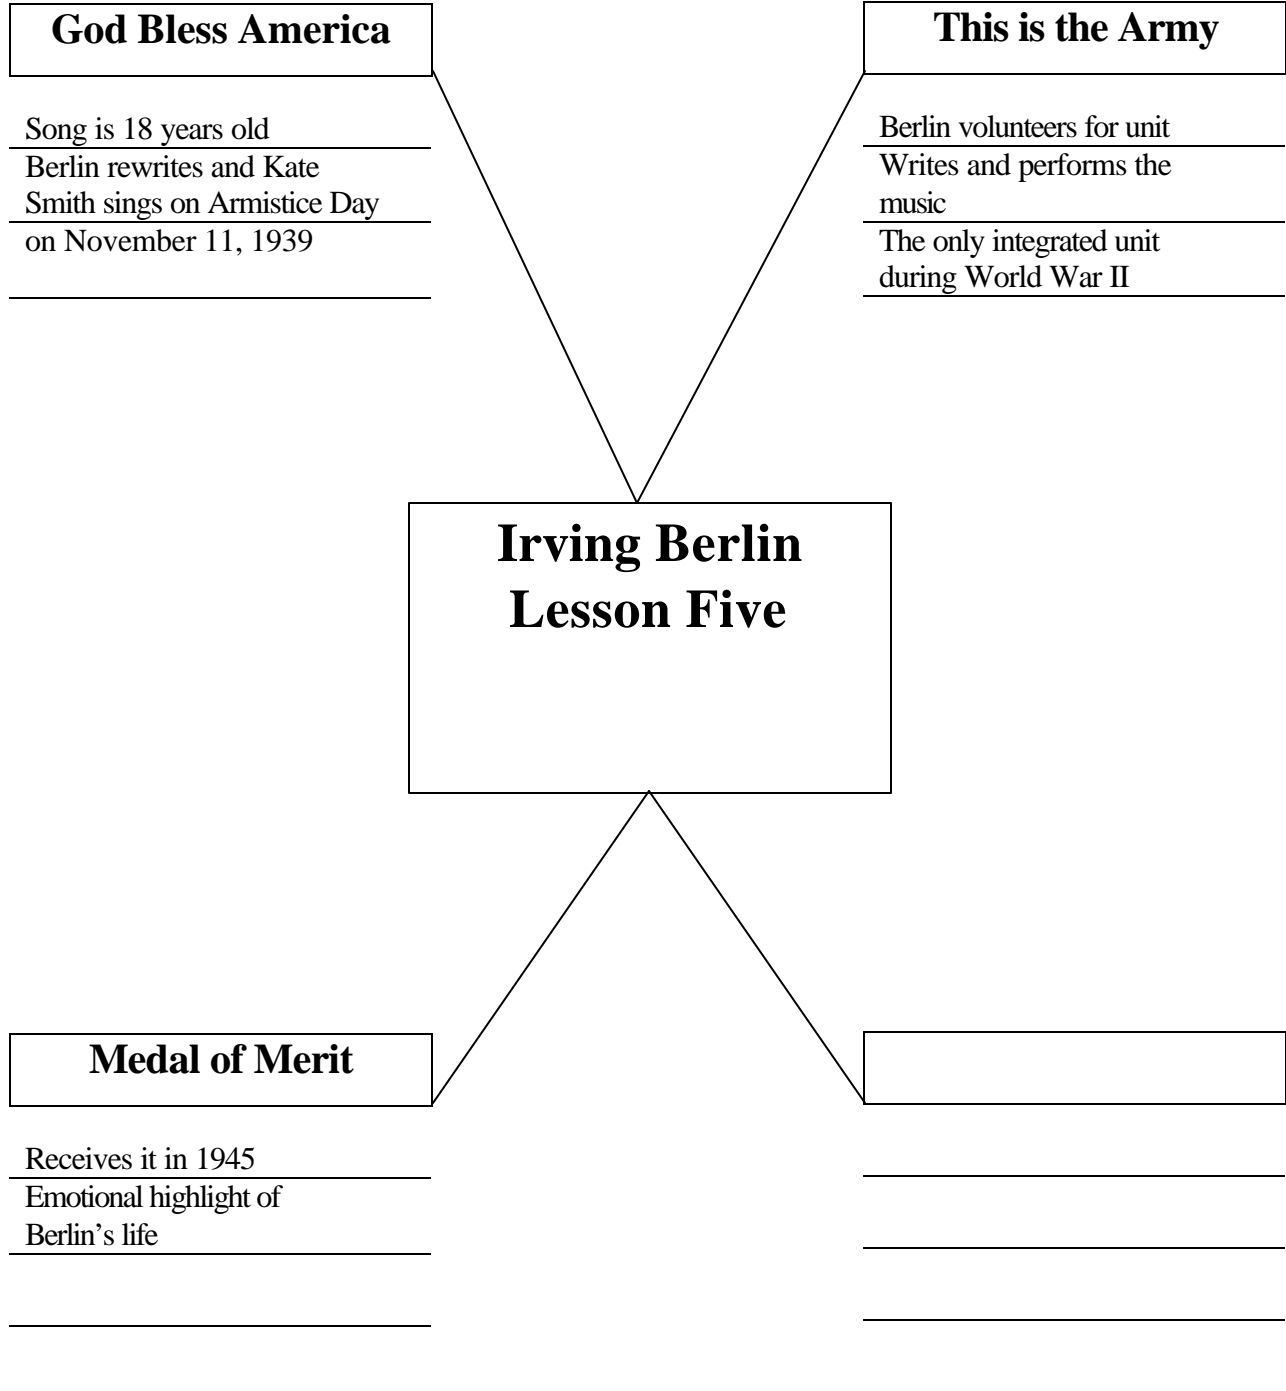 God Bless America
Song is 18 years old
Berlin rewrites and Kate
Smith sings on Armistice Day
on November 11, 1939
This is the Army
Berlin volunteers for unit
Writes and performs the
music
The only integrated unit
during World War II
Irving Berlin
Lesson Five
Medal of Merit
Receives it in 1945
Emotional highlight of
Berlin’s life